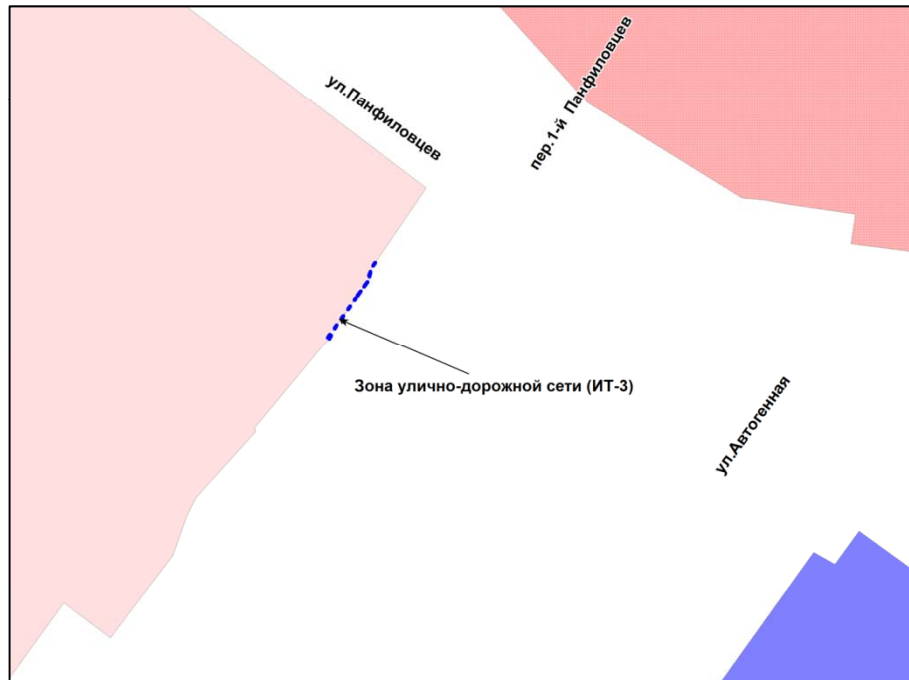 ул.Панфиловцев
пер.1-й Панфиловцев
Зона улично-дорожной сети (ИТ-3)
ул.Автогенная